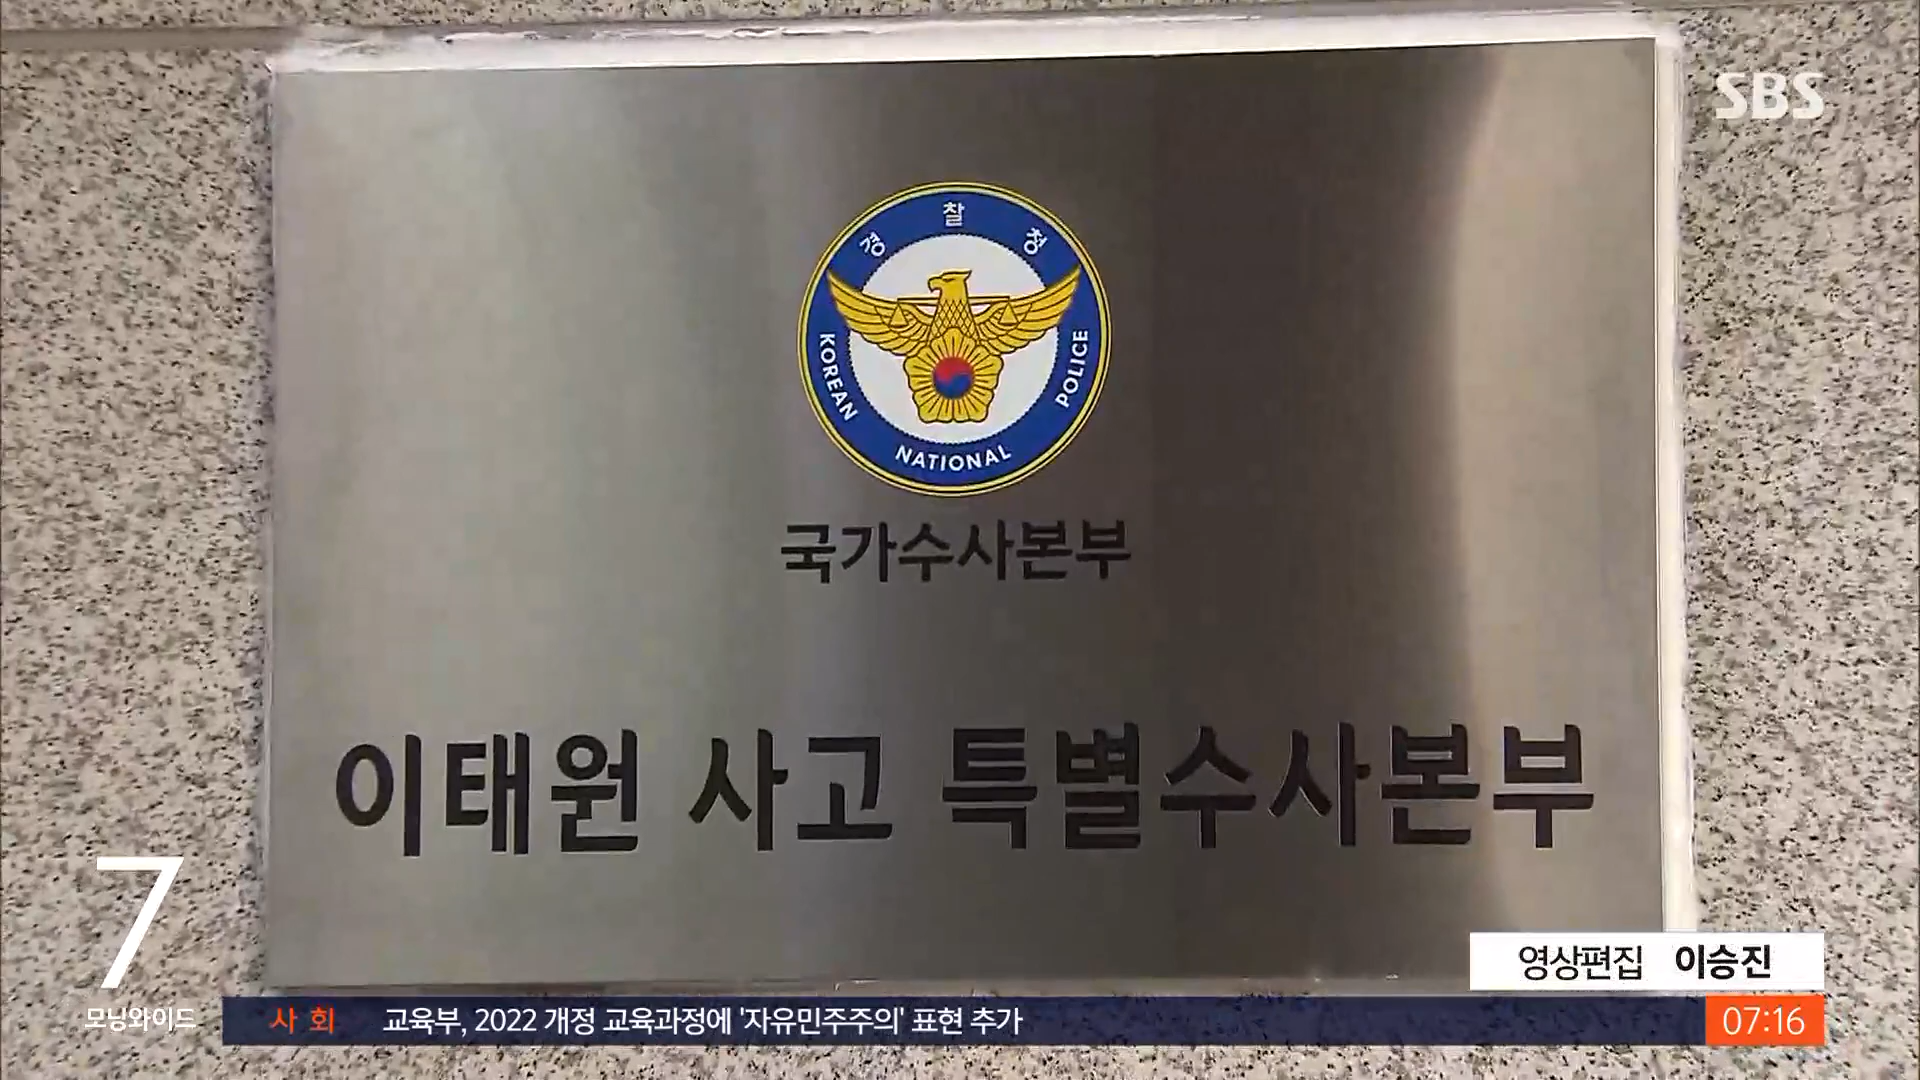 SBS
경찰청
KOREAN NATIONAL POLICE
국가수사본부
이태원 사고 특별수사본부
영상편집 이승진
7
모닝와이드
사 회 교육부, 2022 개정 교육과정에 '자유민주주의' 표현 추가
07:16